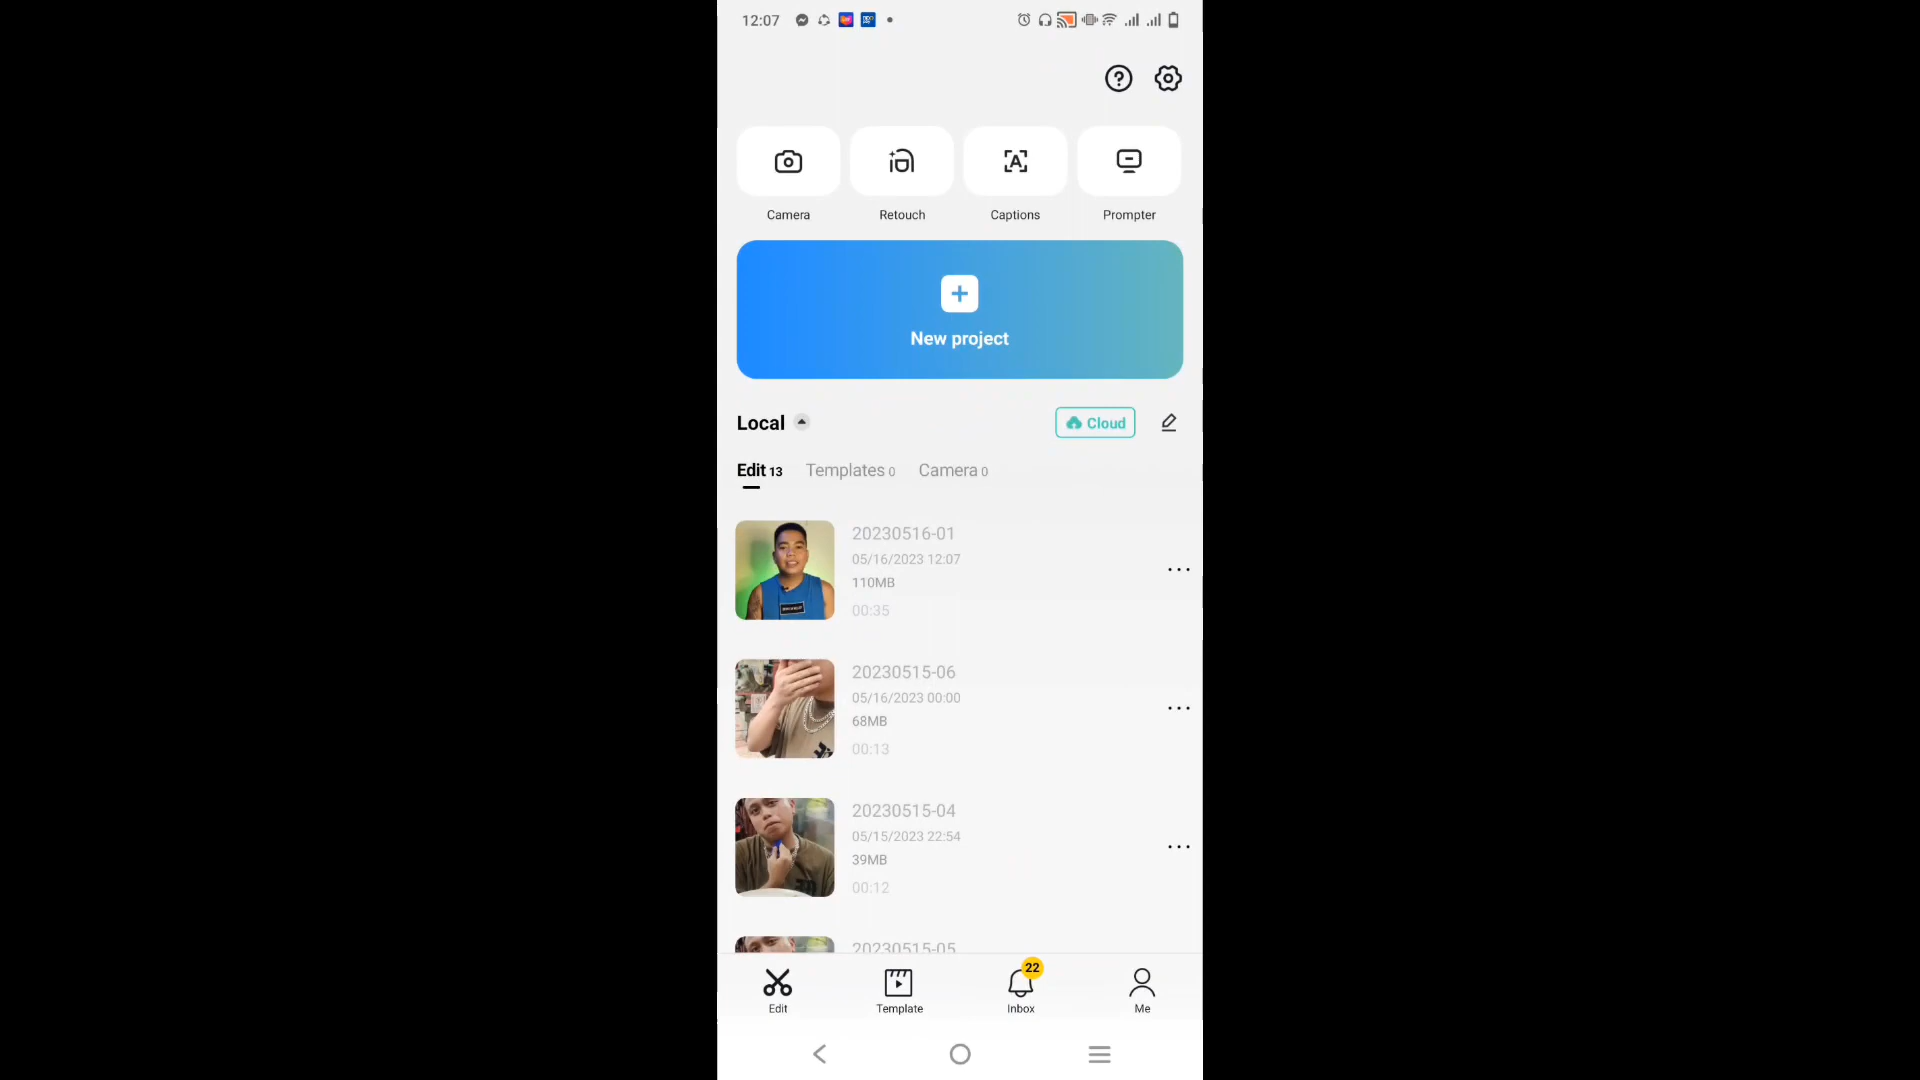 12:07
Camera
Retouch
Captions
Prompter
New project
Local
Cloud
Edit 13
Templates 0
Camera 0
20230516-01
05/16/2023 12:07
110MB
00:35
20230515-06
05/16/2023 00:00
68MB
00:13
20230515-04
05/15/2023 22:54
39MB
00:12
20230515-05
22
Edit
Template
Inbox
Me